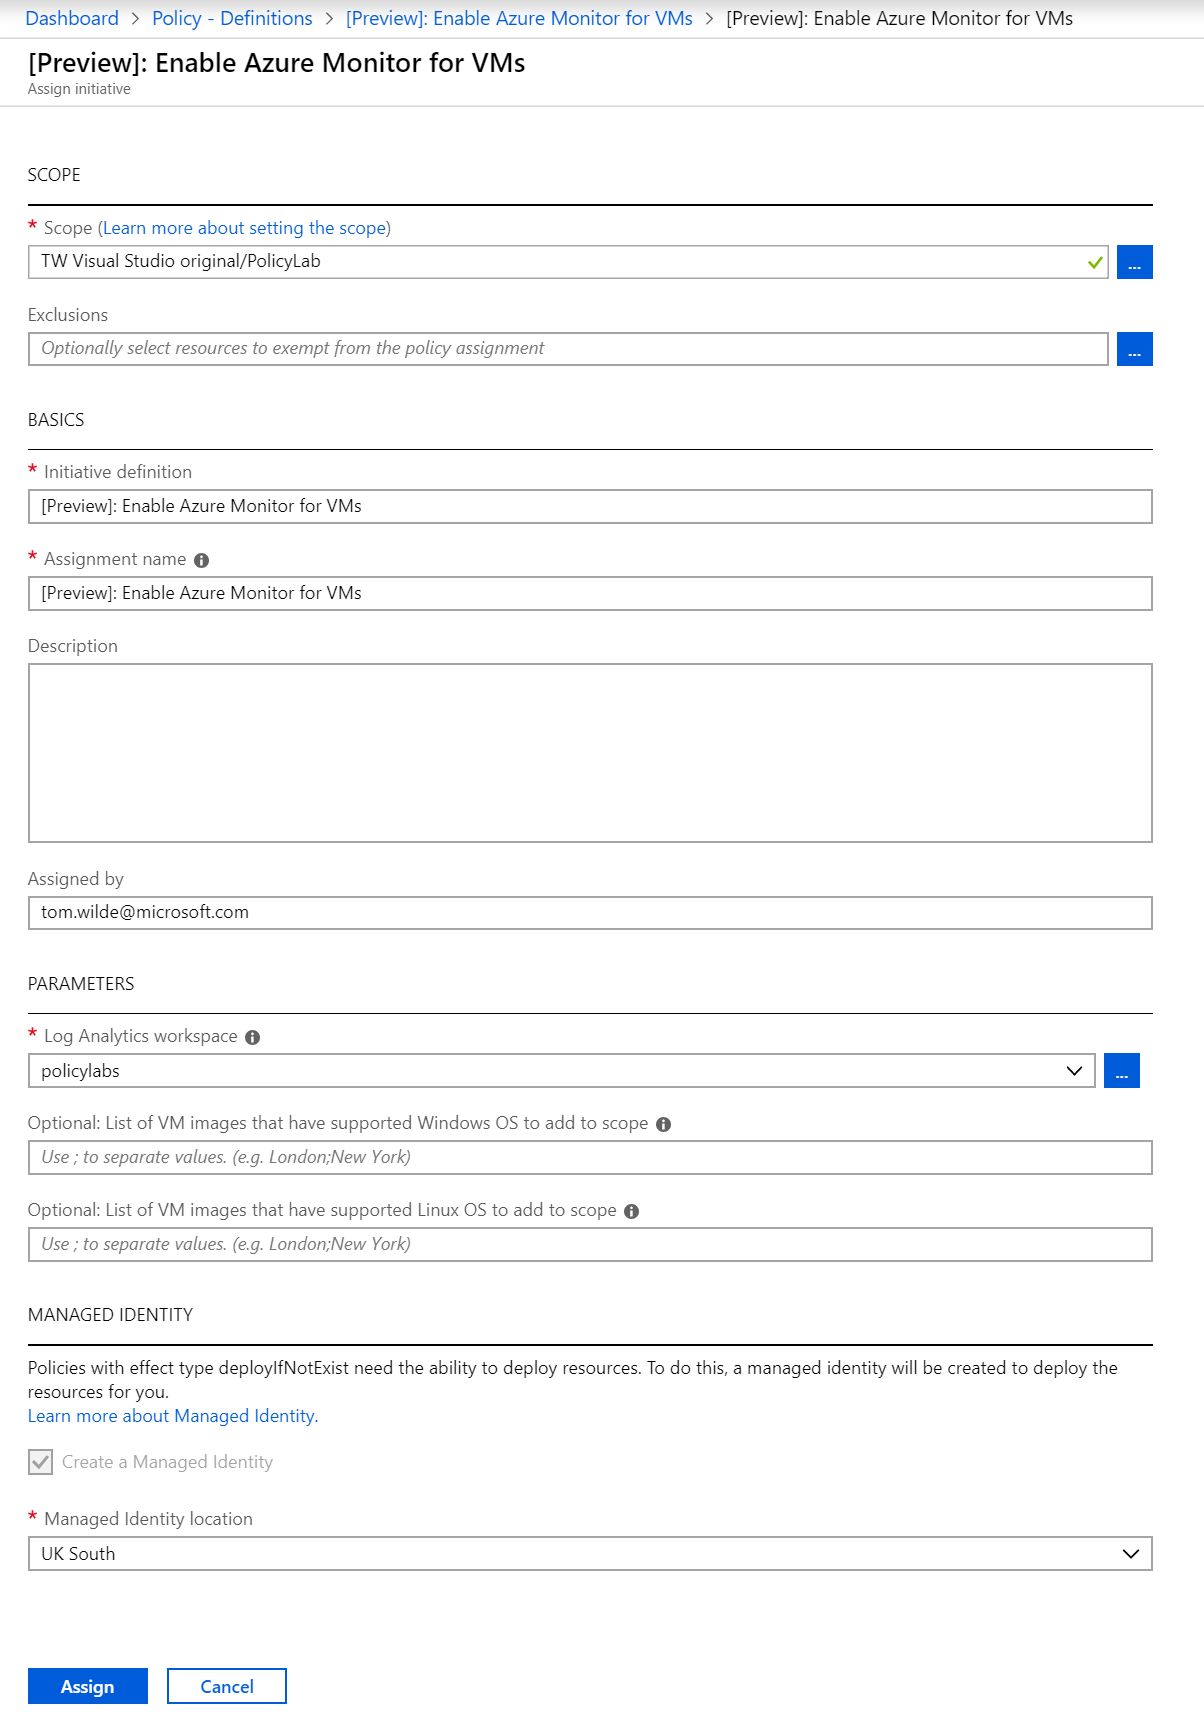 Dashboard > Policy - Definitions > [Preview]: Enable Azure Monitor for VMs > [Preview]: Enable Azure Monitor for VMs
[Preview]: Enable Azure Monitor for VMs
Assign initiative
SCOPE
* Scope (Learn more about setting the scope)
TW Visual Studio original/PolicyLab
...
Exclusions
Optionally select resources to exempt from the policy assignment
...
BASICS
* Initiative definition
[Preview]: Enable Azure Monitor for VMs
* Assignment name
[Preview]: Enable Azure Monitor for VMs
Description
Assigned by
tom.wilde@microsoft.com
PARAMETERS
* Log Analytics workspace
policylabs
...
Optional: List of VM images that have supported Windows OS to add to scope
Use ; to separate values. (e.g. London;New York)
Optional: List of VM images that have supported Linux OS to add to scope
Use ; to separate values. (e.g. London;New York)
MANAGED IDENTITY
Policies with effect type deployIfNotExist need the ability to deploy resources. To do this, a managed identity will be created to deploy the
resources for you.
Learn more about Managed Identity.
Create a Managed Identity
* Managed Identity location
UK South
Assign Cancel